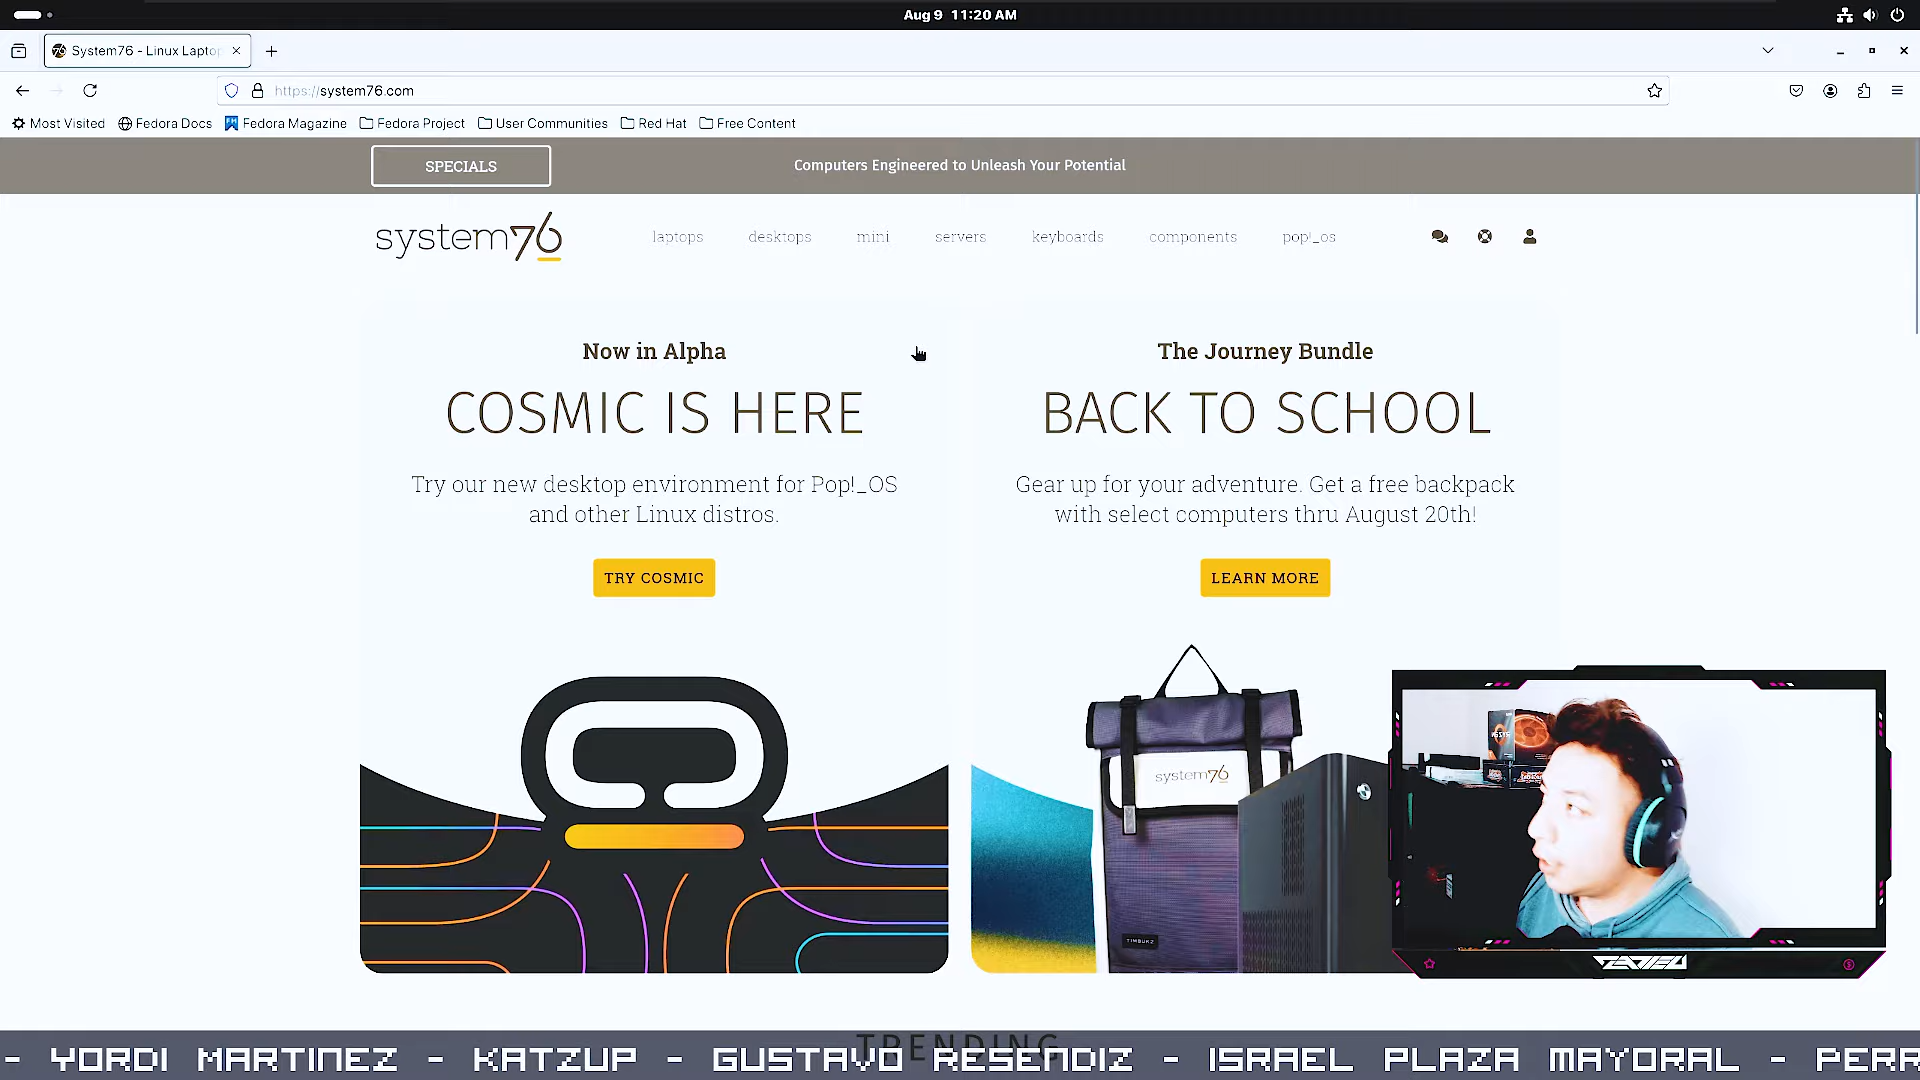 Aug 9 11:20 AM
System76 - Linux Lapto
https://system76.com
Most Visited Fedora Docs Fedora Magazine Fedora Project User Communities Red Hat Free Content
SPECIALS
Computers Engineered to Unleash Your Potential
system76
laptops desktops mini servers keyboards components pop!_os
Now in Alpha
COSMIC IS HERE
Try our new desktop environment for Pop!_OS
and other Linux distros.
TRY COSMIC
The Journey Bundle
BACK TO SCHOOL
Gear up for your adventure. Get a free backpack
with select computers thru August 20th!
LEARN MORE
system76
TIMBUK2
TRENDING
- YORDI MARTINEZ - KATZUP - GUSTAVO RESENDIZ - ISRAEL PLAZA MAYORAL - PERR